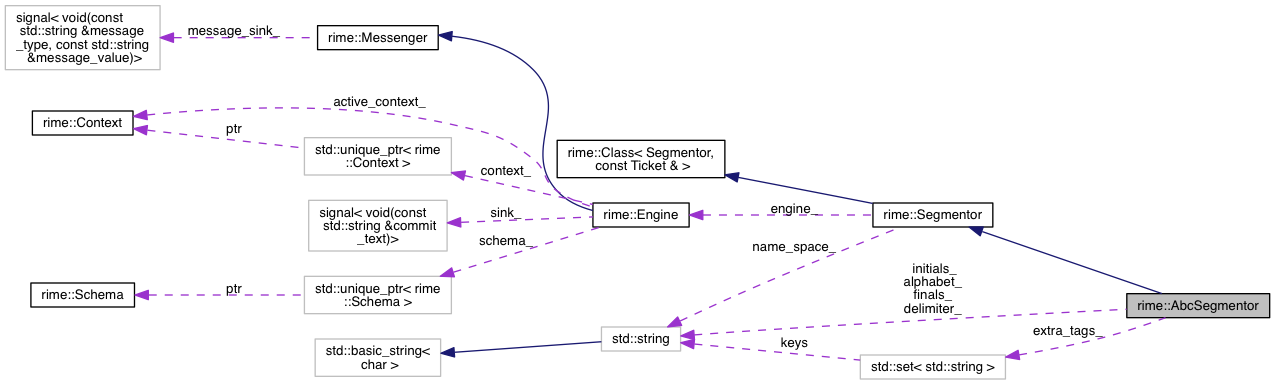 signal< void(const
std::string &message
_type, const std::string
&message_value)>
message_sink_
rime::Messenger
active_context_
rime::Context
ptr
std::unique_ptr< rime
::Context >
rime::Class< Segmentor,
const Ticket & >
context_
signal< void(const
std::string &commit
_text)>
sink_
rime::Engine
engine_
rime::Segmentor
schema_
name_space_
rime::Schema
ptr
std::unique_ptr< rime
::Schema >
initials_
alphabet_
finals_
delimiter_
rime::AbcSegmentor
std::basic_string<
char >
std::string
keys
extra_tags_
std::set< std::string >